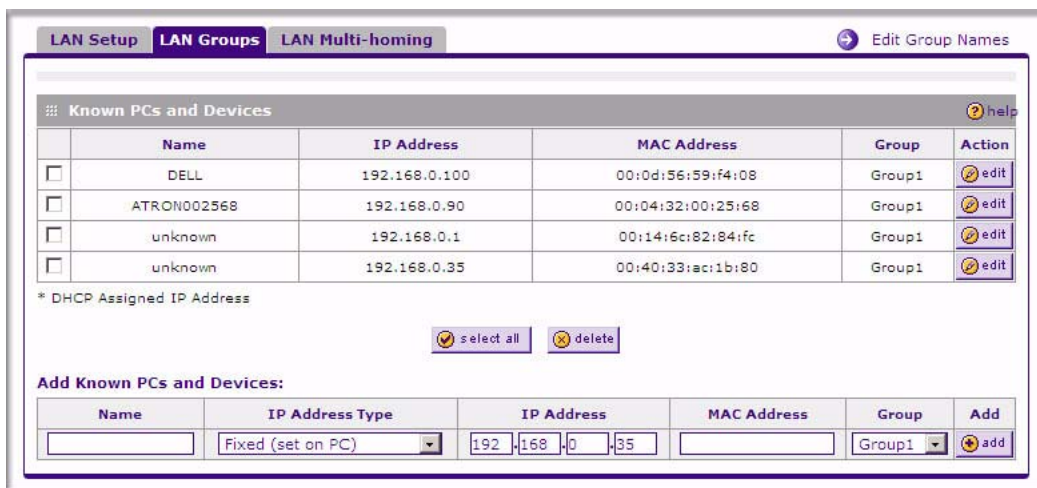 LAN Setup LAN Groups LAN Multi-homing Edit Group Names
Known PCs and Devices help
Name IP Address MAC Address Group Action
DELL 192.168.0.100 00:0d:56:59:f4:08 Group1 edit
ATRON002568 192.168.0.90 00:04:32:00:25:68 Group1 edit
unknown 192.168.0.1 00:14:6c:82:84:fc Group1 edit
unknown 192.168.0.35 00:40:33:ac:1b:80 Group1 edit
* DHCP Assigned IP Address
select all delete
Add Known PCs and Devices:
Name IP Address Type IP Address MAC Address Group Add
Fixed (set on PC) 192 .168 .0 .35 Group1 add